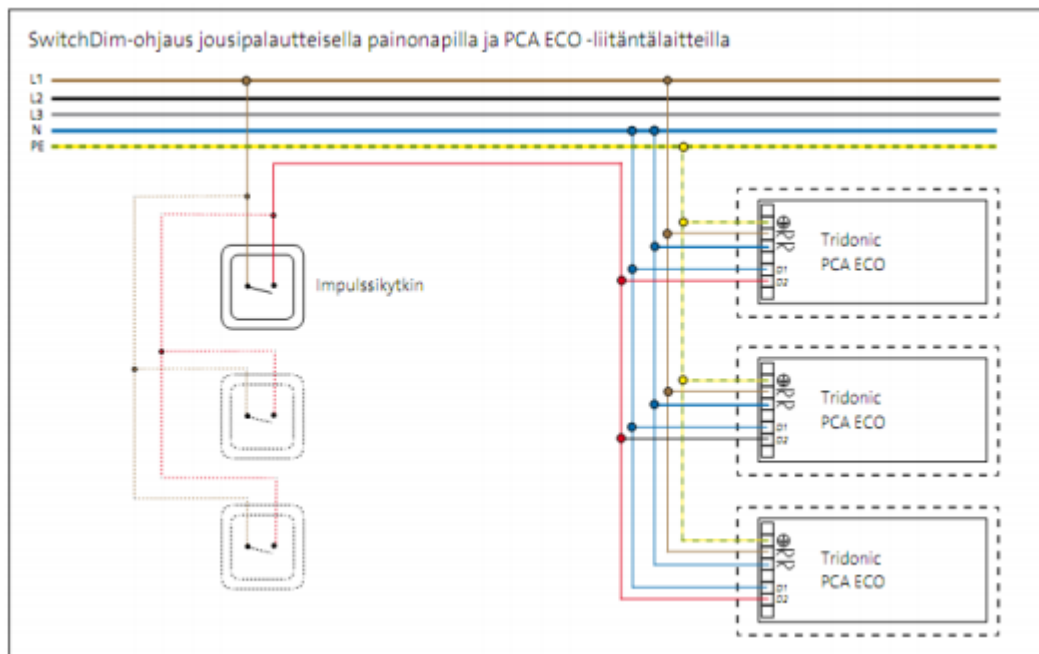 SwitchDim-ohjaus jousipalautteisella painonapilla ja PCA ECO -liitäntälaitteilla
L1
L2
L3
N
PE
Impulssikytkin
Tridonic
PCA ECO
D1
D2
Tridonic
PCA ECO
D1
D2
Tridonic
PCA ECO
D1
D2